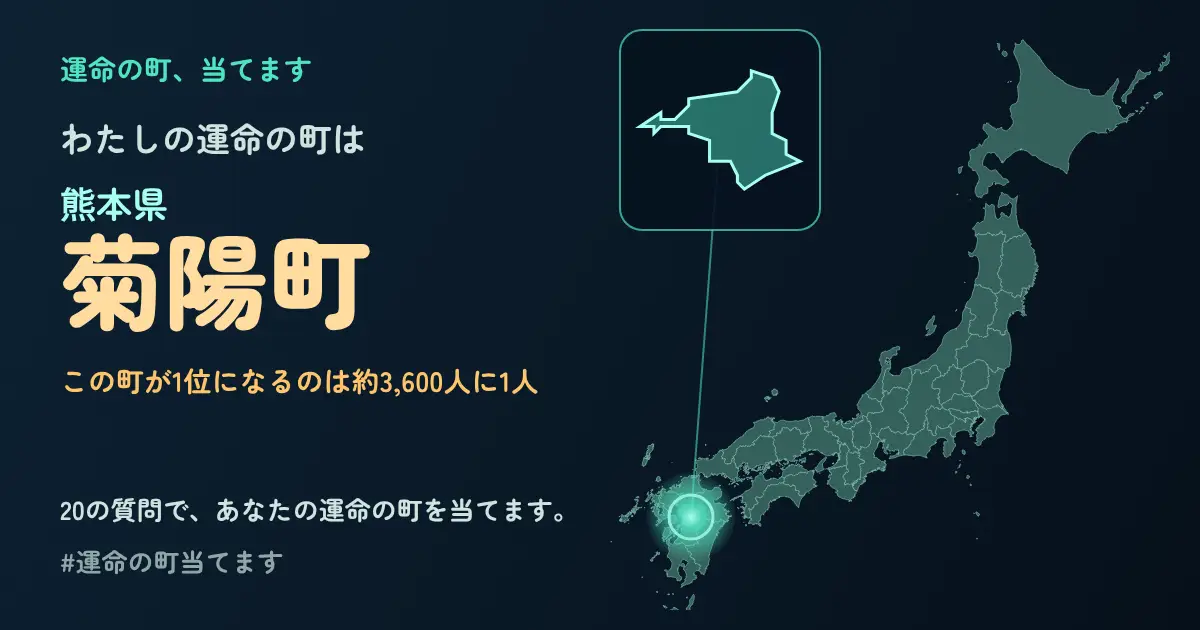 運命の町、当てます
わたしの運命の町は
熊本県
菊陽町
この町が1位になるのは約3,600人に1人
20の質問で、あなたの運命の町を当てます。
#運命の町当てます